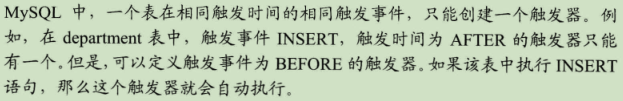 MySQL 中，一个表在相同触发时间的相同触发事件，只能创建一个触发器。例
如，在 department 表中，触发事件 INSERT，触发时间为 AFTER 的触发器只能
有一个。但是，可以定义触发事件为 BEFORE 的触发器。如果该表中执行 INSERT
语句，那么这个触发器就会自动执行。